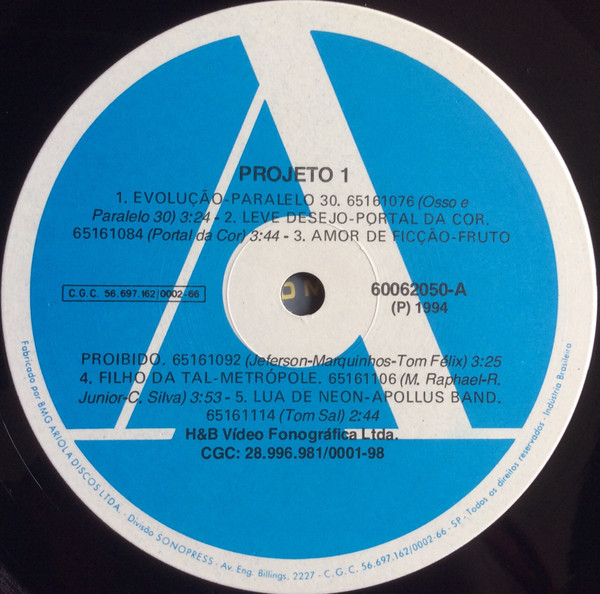 PROJETO 1
1. EVOLUÇÃO-PARALELO 30. 65161076 (Osso e
Paralelo 30) 3:24 - 2. LEVE DESEJO-PORTAL DA COR.
65161084 (Portal da Cor) 3:44 - 3. AMOR DE FICÇÃO-FRUTO
C.G.C. 56.697.162/0002-66
60062050-A
(P) 1994
PROIBIDO. 65161092 (Jeferson-Marquinhos-Tom Félix) 3:25
4. FILHO DA TAL-METRÓPOLE. 65161106 (M. Raphael-R.
Junior-C. Silva) 3:53 - 5. LUA DE NEON-APOLLUS BAND.
65161114 (Tom Sal) 2:44
H&B Vídeo Fonográfica Ltda.
CGC: 28.996.981/0001-98
Fabricado por BMG ARIOLA DISCOS LTDA. - Divisão SONOPRESS - Av. Eng. Billings, 2227 - C.G.C. 56.697.162/0002-66 - SP - Todos os direitos reservados - Indústria Brasileira